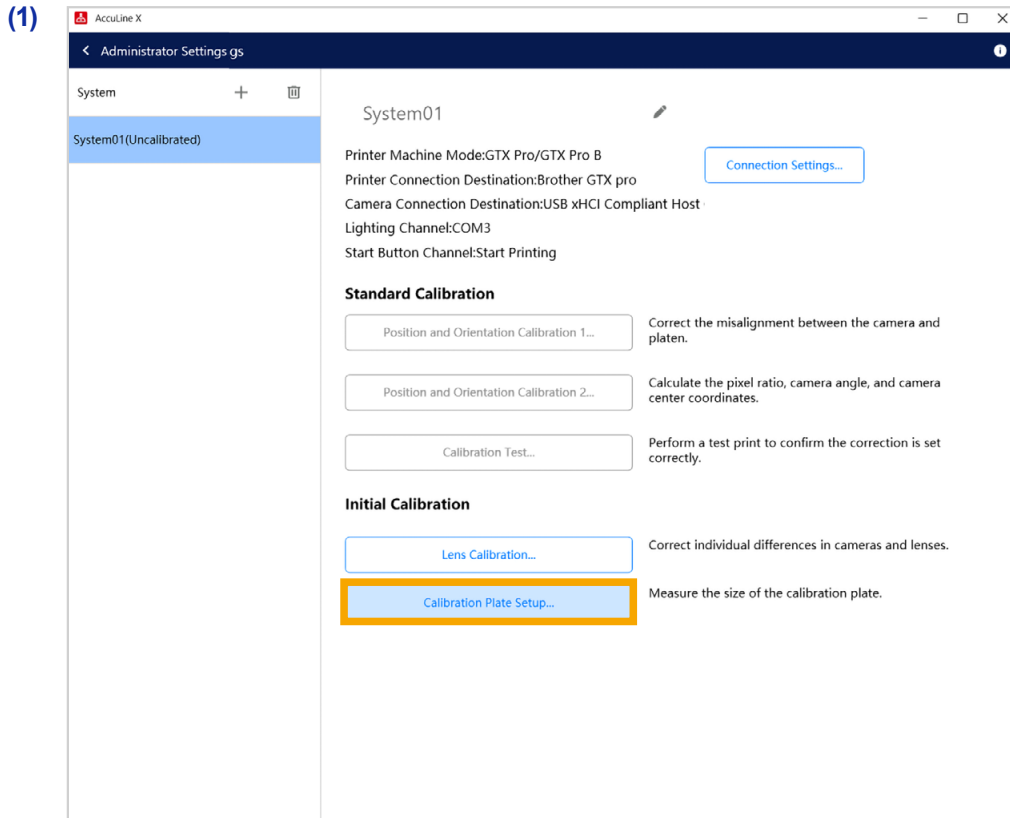 (1)
AccuLine X
Administrator Settings gs
System
System01(Uncalibrated)
System01
Printer Machine Mode:GTX Pro/GTX Pro B
Connection Settings...
Printer Connection Destination:Brother GTX pro
Camera Connection Destination:USB xHCI Compliant Host
Lighting Channel:COM3
Start Button Channel:Start Printing
Standard Calibration
Position and Orientation Calibration 1...
Correct the misalignment between the camera and
platen.
Position and Orientation Calibration 2...
Calculate the pixel ratio, camera angle, and camera
center coordinates.
Calibration Test...
Perform a test print to confirm the correction is set
correctly.
Initial Calibration
Lens Calibration...
Correct individual differences in cameras and lenses.
Calibration Plate Setup...
Measure the size of the calibration plate.